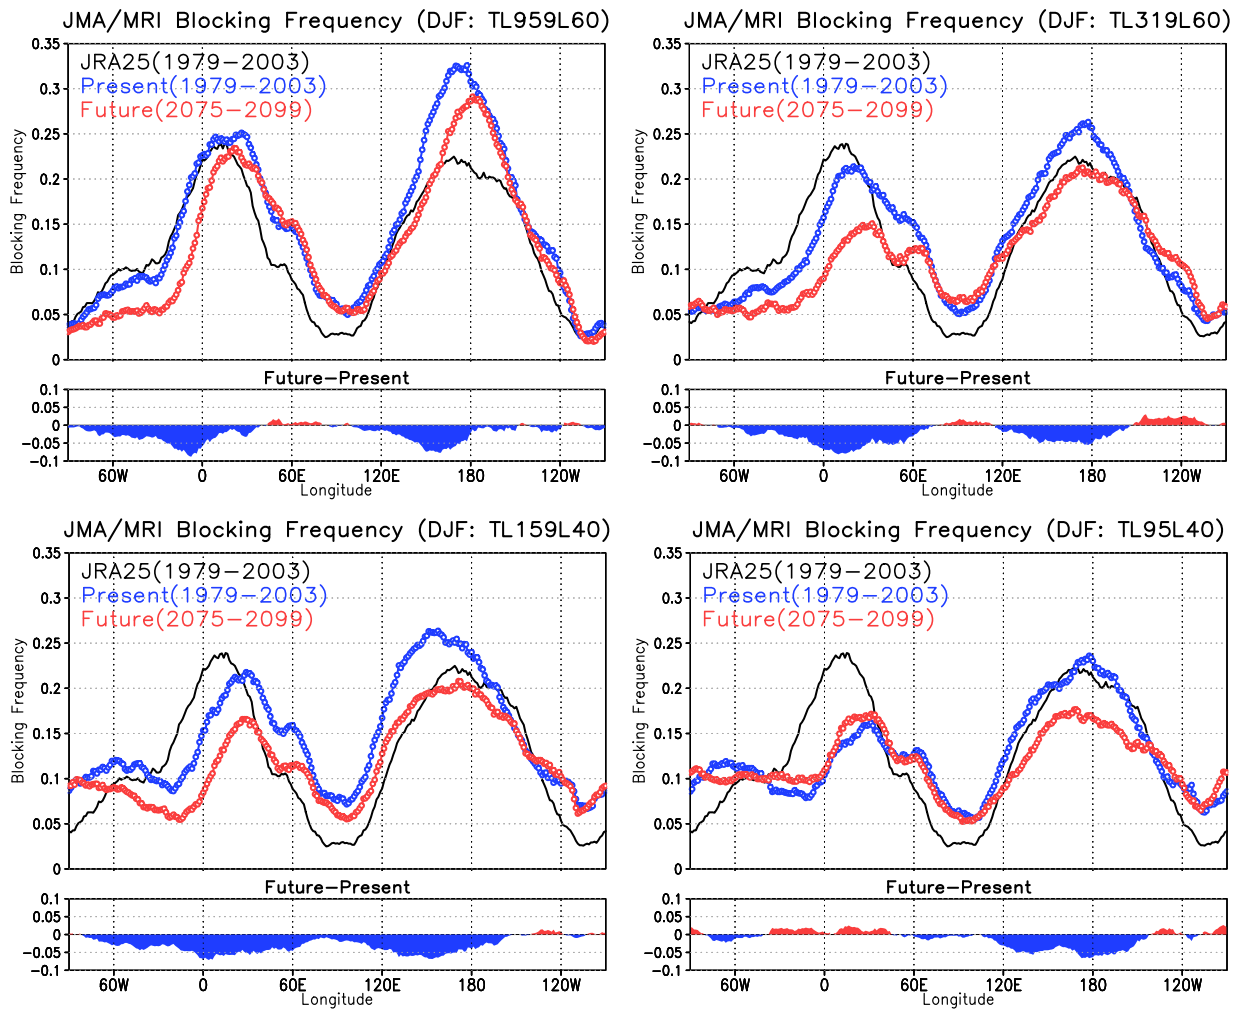 JMA/MRI Blocking Frequency (DJF: TL959L60)
0.35
0.3
0.25
0.2
0.15
0.1
0.05
0
Blocking Frequency
JRA25(1979−2003)
Present(1979−2003)
Future(2075−2099)
Future−Present
0.1
0.05
0
−0.05
−0.1
60W 0 60E 120E 180 120W
Longitude
JMA/MRI Blocking Frequency (DJF: TL319L60)
0.35
0.3
0.25
0.2
0.15
0.1
0.05
0
Blocking Frequency
JRA25(1979−2003)
Present(1979−2003)
Future(2075−2099)
Future−Present
0.1
0.05
0
−0.05
−0.1
60W 0 60E 120E 180 120W
Longitude
JMA/MRI Blocking Frequency (DJF: TL159L40)
0.35
0.3
0.25
0.2
0.15
0.1
0.05
0
Blocking Frequency
JRA25(1979−2003)
Present(1979−2003)
Future(2075−2099)
Future−Present
0.1
0.05
0
−0.05
−0.1
60W 0 60E 120E 180 120W
Longitude
JMA/MRI Blocking Frequency (DJF: TL95L40)
0.35
0.3
0.25
0.2
0.15
0.1
0.05
0
Blocking Frequency
JRA25(1979−2003)
Present(1979−2003)
Future(2075−2099)
Future−Present
0.1
0.05
0
−0.05
−0.1
60W 0 60E 120E 180 120W
Longitude